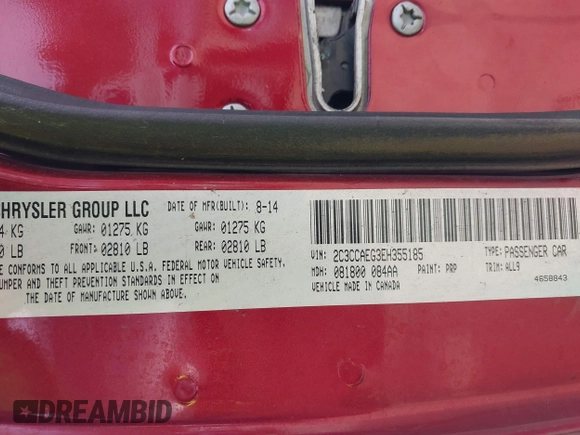 HRYSLER GROUP LLC DATE OF MFR(BUILT): 8-14
4 KG GAWR: 01275 KG GAWR: 01275 KG
0 LB FRONT: 02810 LB REAR: 02810 LB
E CONFORMS TO ALL APPLICABLE U.S.A. FEDERAL MOTOR VEHICLE SAFETY,
UMPER AND THEFT PREVENTION STANDARDS IN EFFECT ON
THE DATE OF MANUFACTURE SHOWN ABOVE.
VIN: 2C3CCAEG3EH355185 TYPE: PASSENGER CAR
MDH: 081800 084AA PAINT: PRP TRIM: ALL9
VEHICLE MADE IN CANADA 4658843
DREAMBID